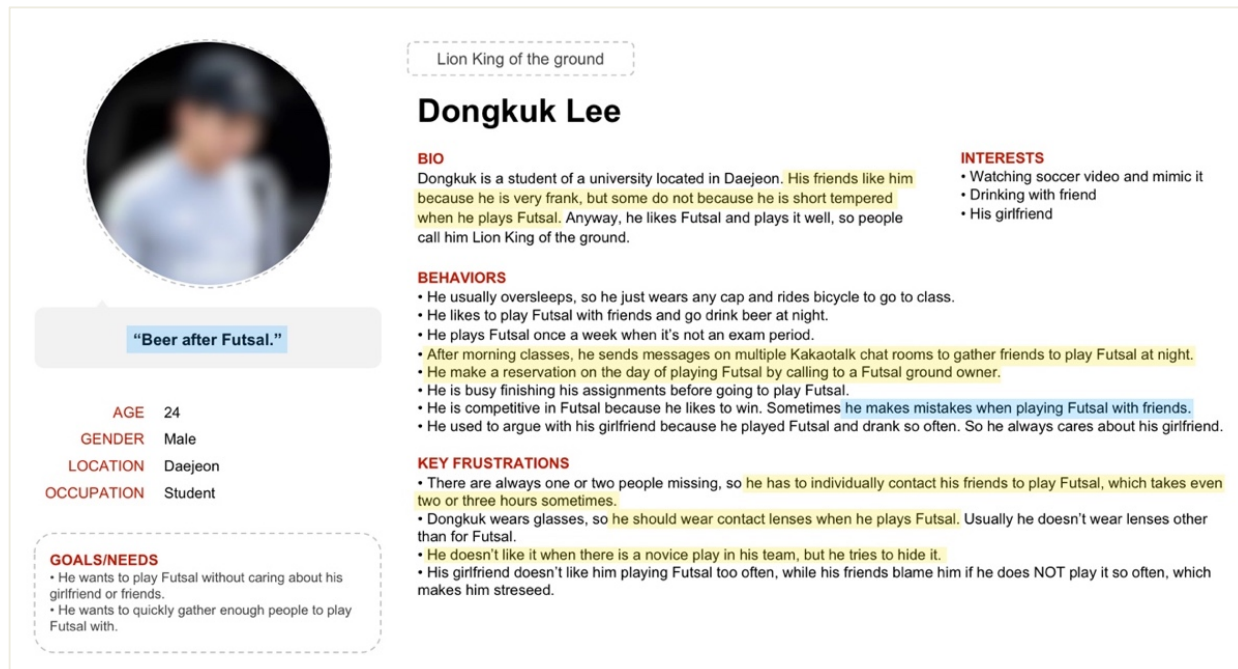 Lion King of the ground
Dongkuk Lee
BIO
Dongkuk is a student of a university located in Daejeon. His friends like him
because he is very frank, but some do not because he is short tempered
when he plays Futsal. Anyway, he likes Futsal and plays it well, so people
call him Lion King of the ground.
INTERESTS
• Watching soccer video and mimic it
• Drinking with friend
• His girlfriend
“Beer after Futsal.”
AGE 24
GENDER Male
LOCATION Daejeon
OCCUPATION Student
GOALS/NEEDS
• He wants to play Futsal without caring about his
girlfriend or friends.
• He wants to quickly gather enough people to play
Futsal with.
BEHAVIORS
• He usually oversleeps, so he just wears any cap and rides bicycle to go to class.
• He likes to play Futsal with friends and go drink beer at night.
• He plays Futsal once a week when it’s not an exam period.
• After morning classes, he sends messages on multiple Kakaotalk chat rooms to gather friends to play Futsal at night.
• He make a reservation on the day of playing Futsal by calling to a Futsal ground owner.
• He is busy finishing his assignments before going to play Futsal.
• He is competitive in Futsal because he likes to win. Sometimes he makes mistakes when playing Futsal with friends.
• He used to argue with his girlfriend because he played Futsal and drank so often. So he always cares about his girlfriend.
KEY FRUSTRATIONS
• There are always one or two people missing, so he has to individually contact his friends to play Futsal, which takes even
two or three hours sometimes.
• Dongkuk wears glasses, so he should wear contact lenses when he plays Futsal. Usually he doesn’t wear lenses other
than for Futsal.
• He doesn’t like it when there is a novice play in his team, but he tries to hide it.
• His girlfriend doesn’t like him playing Futsal too often, while his friends blame him if he does NOT play it so often, which
makes him streseed.